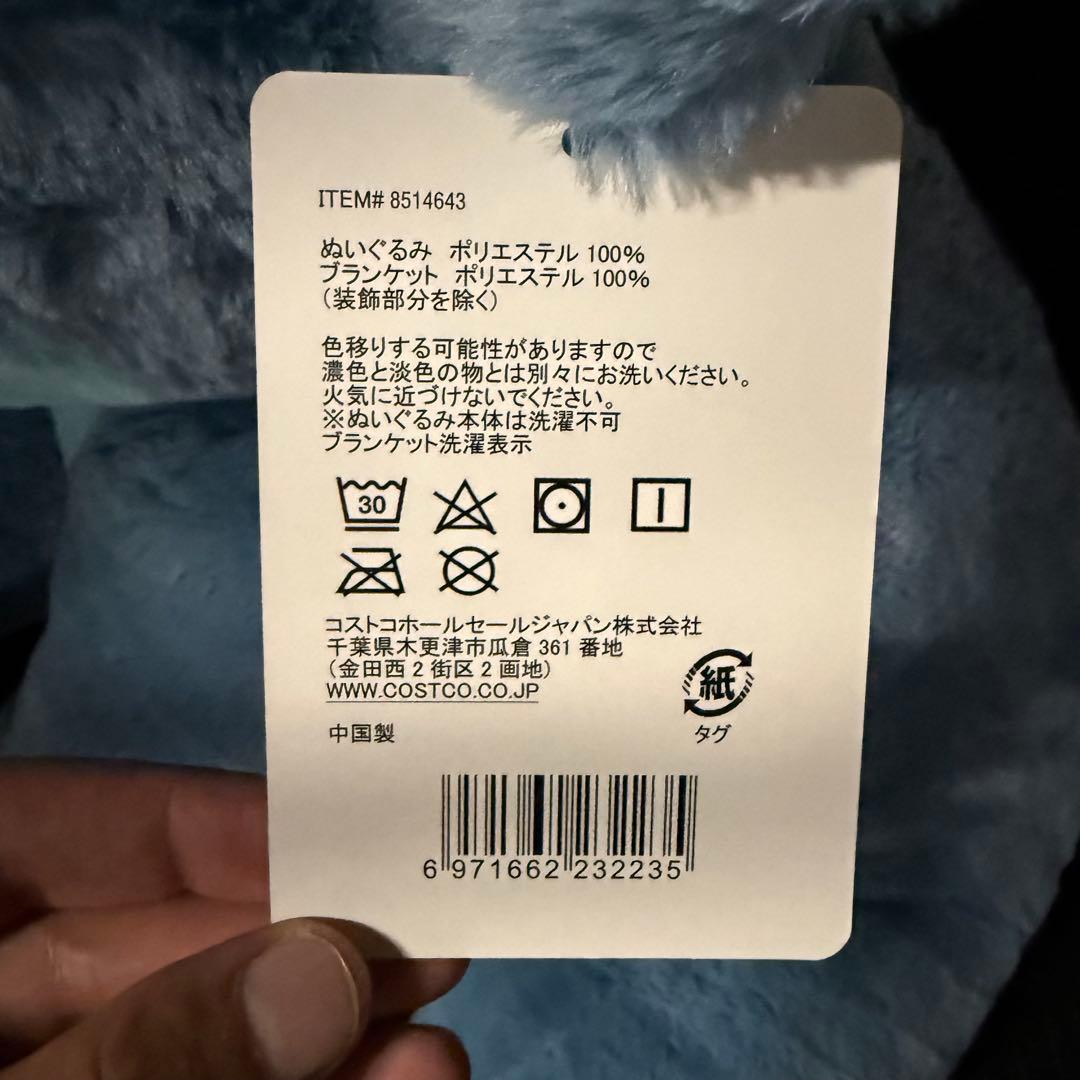 ITEM# 8514643
ぬいぐるみ ポリエステル 100%
ブランケット ポリエステル 100%
（装飾部分を除く）
色移りする可能性がありますので
濃色と淡色の物とは別々にお洗いください。
火気に近づけないでください。
※ぬいぐるみ本体は洗濯不可
ブランケット洗濯表示
30
コストコホールセールジャパン株式会社
千葉県木更津市瓜倉 361 番地
（金田西 2 街区 2 画地）
WWW.COSTCO.CO.JP
紙
中国製 タグ
6 971662 232235